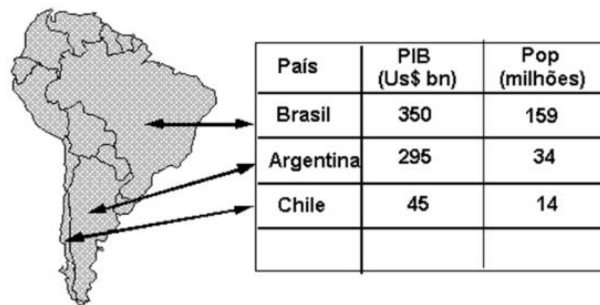 País PIB (Us$ bn) Pop (milhões)
Brasil 350 159
Argentina 295 34
Chile 45 14